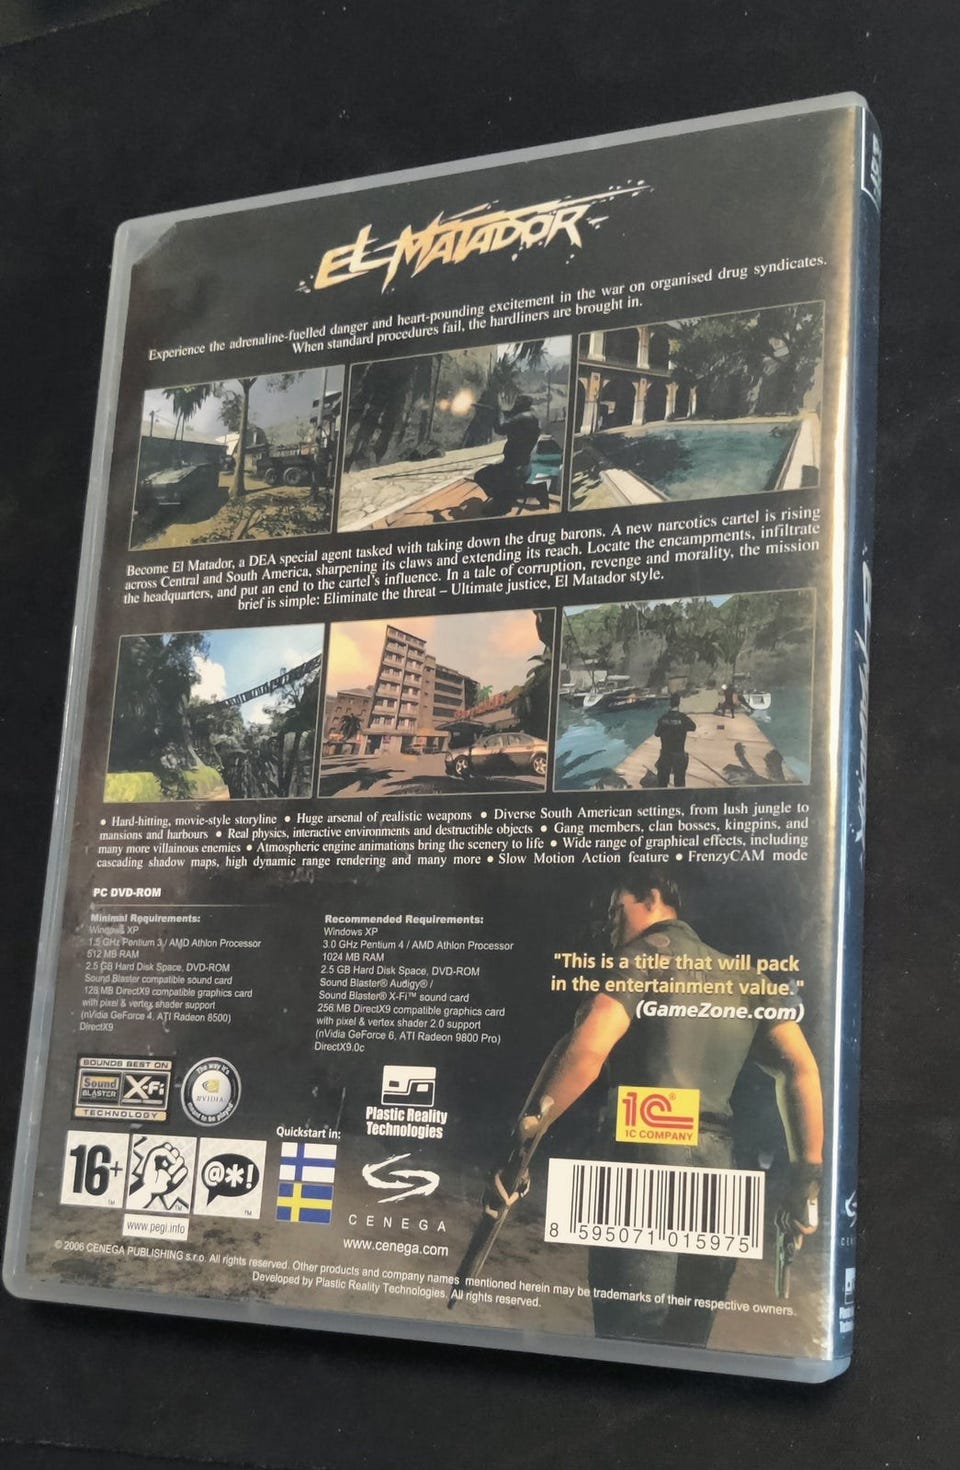 EL MATADOR
Experience the adrenaline-fuelled danger and heart-pounding excitement in the war on organised drug syndicates.
When standard procedures fail, the hardliners are brought in.
Become El Matador, a DEA special agent tasked with taking down the drug barons. A new narcotics cartel is rising
across Central and South America, sharpening its claws and extending its reach. Locate the encampments, infiltrate
the headquarters, and put an end to the cartel's influence. In a tale of corruption, revenge and morality, the mission
brief is simple: Eliminate the threat – Ultimate justice, El Matador style.
• Hard-hitting, movie-style storyline • Huge arsenal of realistic weapons • Diverse South American settings, from lush jungle to
mansions and harbours • Real physics, interactive environments and destructible objects • Gang members, clan bosses, kingpins, and
many more villainous enemies • Atmospheric engine animations bring the scenery to life • Wide range of graphical effects, including
cascading shadow maps, high dynamic range rendering and many more • Slow Motion Action feature • FrenzyCAM mode
PC DVD-ROM
Minimal Requirements:
Windows XP
1.5 GHz Pentium 3 / AMD Athlon Processor
512 MB RAM
2.5 GB Hard Disk Space, DVD-ROM
Sound Blaster compatible sound card
128 MB DirectX9 compatible graphics card
with pixel & vertex shader support
(nVidia GeForce 4, ATI Radeon 8500)
DirectX9
Recommended Requirements:
Windows XP
3.0 GHz Pentium 4 / AMD Athlon Processor
1024 MB RAM
2.5 GB Hard Disk Space, DVD-ROM
Sound Blaster® Audigy® /
Sound Blaster® X-Fi™ sound card
256 MB DirectX9 compatible graphics card
with pixel & vertex shader 2.0 support
(nVidia GeForce 6, ATI Radeon 9800 Pro)
DirectX9.0c
"This is a title that will pack
in the entertainment value."
(GameZone.com)
SOUNDS BEST ON
Sound BLASTER X-Fi
TECHNOLOGY
The way it's
NVIDIA
meant to be played
Plastic Reality
Technologies
1C®
1C COMPANY
16+
@*!
www.pegi.info
Quickstart in:
CENEGA
www.cenega.com
8 595071 015975
© 2006 CENEGA PUBLISHING s.r.o. All rights reserved. Other products and company names mentioned herein may be trademarks of their respective owners.
Developed by Plastic Reality Technologies. All rights reserved.